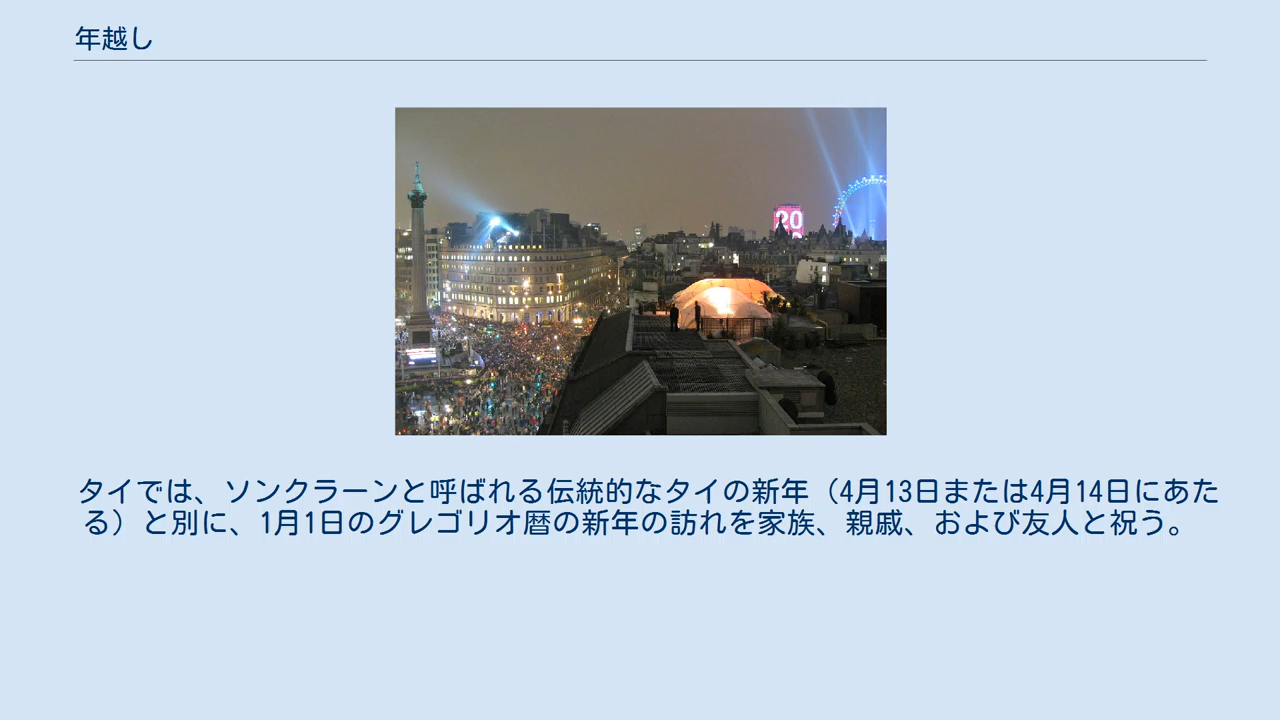 年越し
20
タイでは、ソンクラーンと呼ばれる伝統的なタイの新年（4月13日または4月14日にあた
る）と別に、1月1日のグレゴリオ暦の新年の訪れを家族、親戚、および友人と祝う。